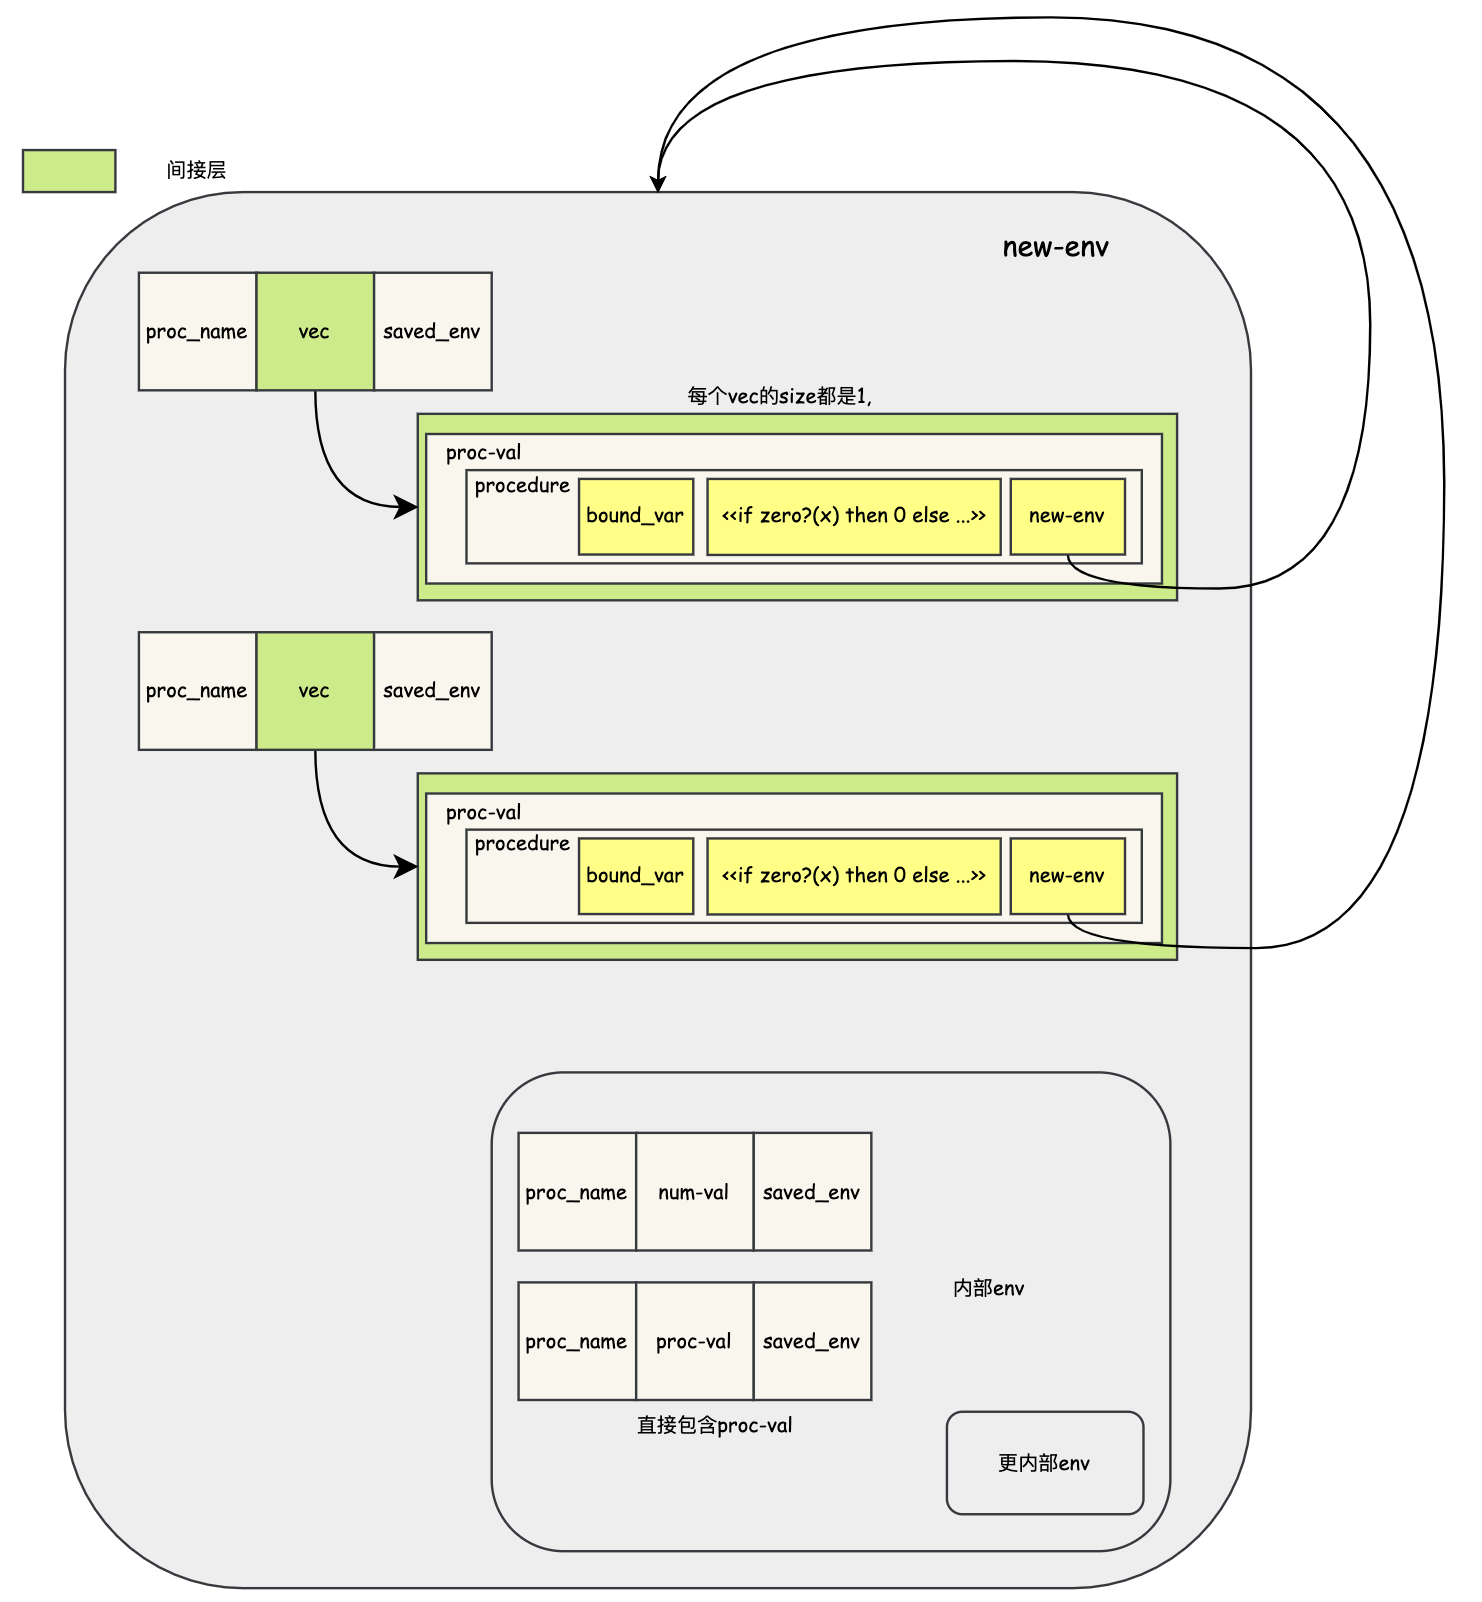 间接层
new-env
proc_name
vec
saved_env
每个vec的size都是1,
proc-val
procedure
bound_var
<<if zero?(x) then 0 else ...>>
new-env
proc_name
vec
saved_env
proc-val
procedure
bound_var
<<if zero?(x) then 0 else ...>>
new-env
proc_name
num-val
saved_env
内部env
proc_name
proc-val
saved_env
直接包含proc-val
更内部env